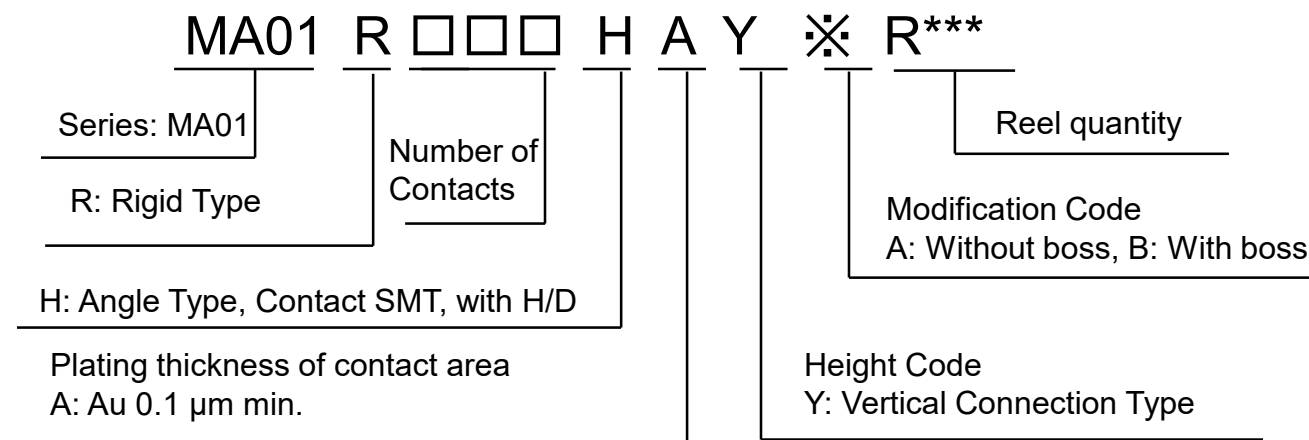 MA01 R □□□ H A Y ※ R***
Series: MA01
Number of
Contacts
Reel quantity
R: Rigid Type
Modification Code
A: Without boss, B: With boss
H: Angle Type, Contact SMT, with H/D
Plating thickness of contact area
A: Au 0.1 μm min.
Height Code
Y: Vertical Connection Type